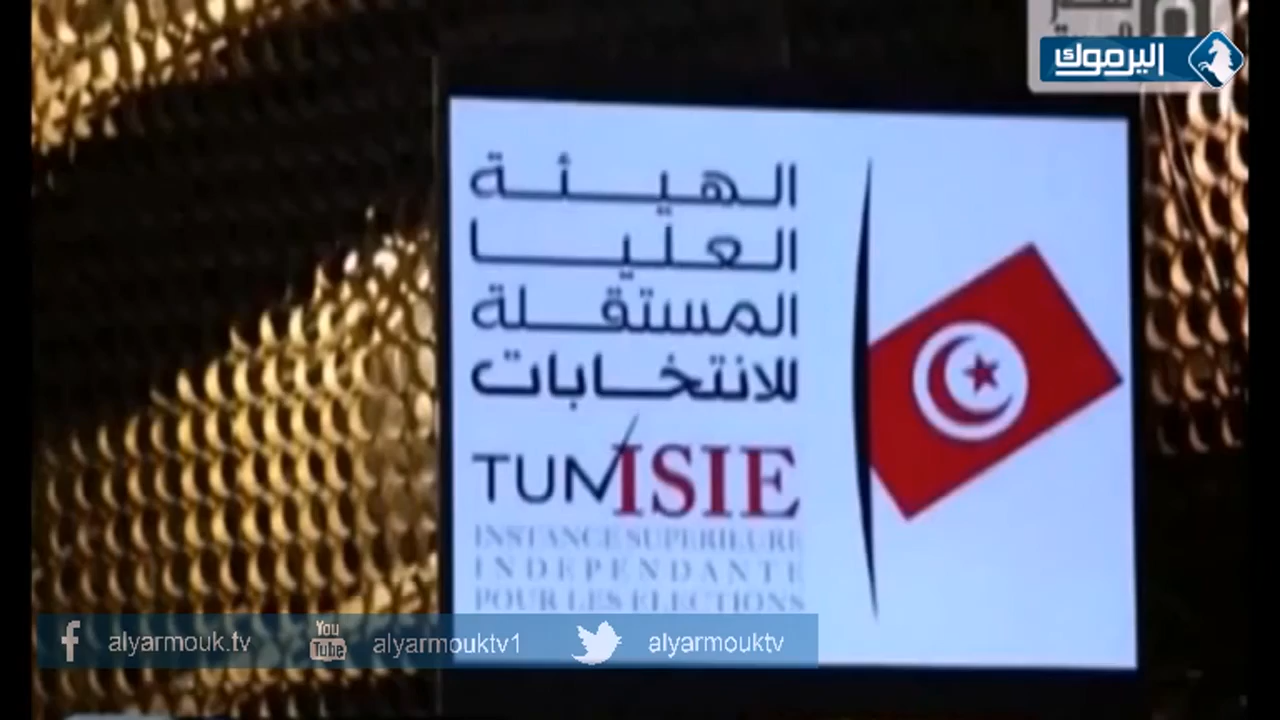 اليرموك
الهيئة
العليا
المستقلة
للانتخابات
TUNISIE
INSTANCE SUPERIEURE
INDEPENDANTE
POUR LES ELECTIONS
alyarmouk.tv
You
Tube
alyarmouktv1
alyarmouktv